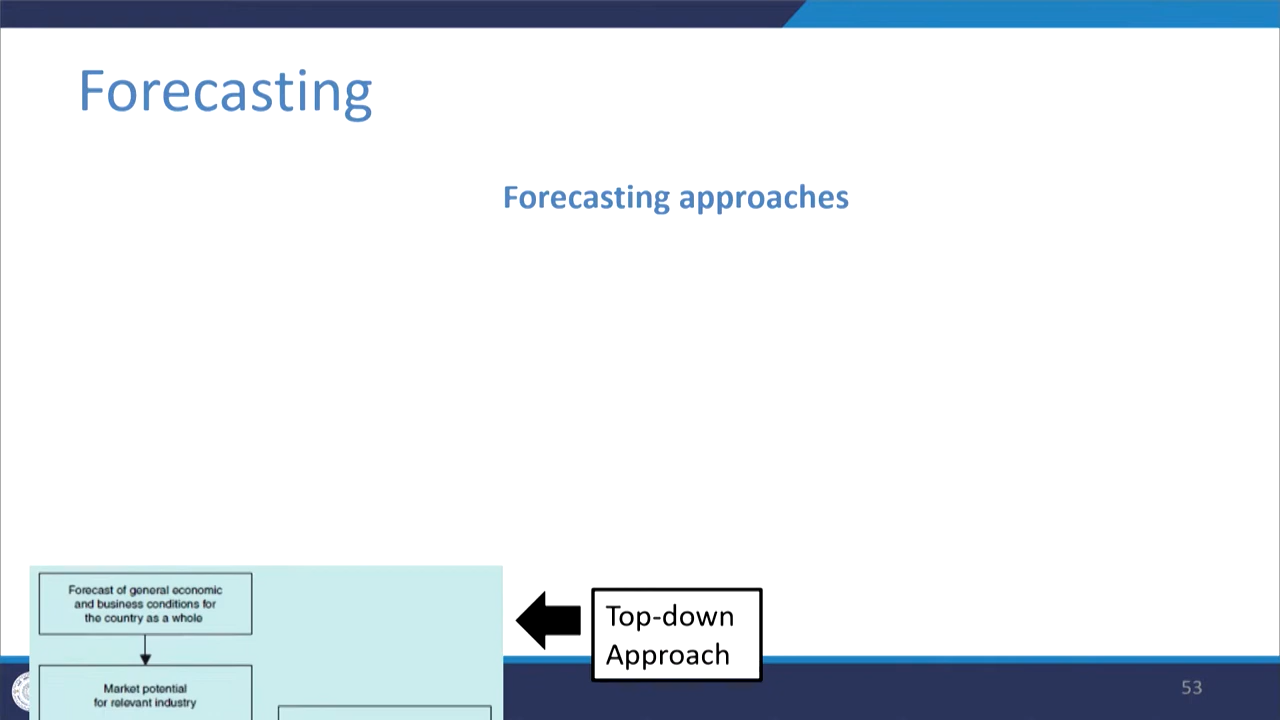 Forecasting
Forecasting approaches
Forecast of general economic
and business conditions for
the country as a whole
Top-down
Approach
Market potential
for relevant industry
53